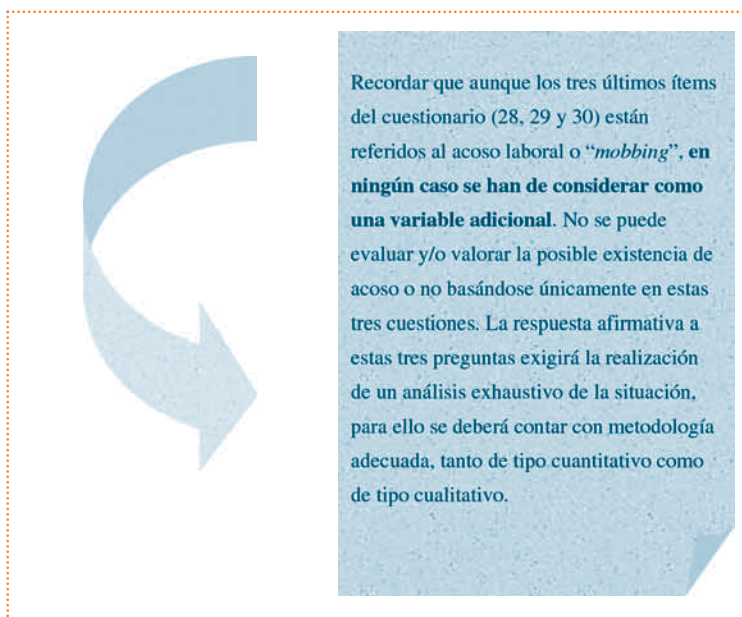 Recordar que aunque los tres últimos ítems
del cuestionario (28, 29 y 30) están
referidos al acoso laboral o “mobbing”, en
ningún caso se han de considerar como
una variable adicional. No se puede
evaluar y/o valorar la posible existencia de
acoso o no basándose únicamente en estas
tres cuestiones. La respuesta afirmativa a
estas tres preguntas exigirá la realización
de un análisis exhaustivo de la situación,
para ello se deberá contar con metodología
adecuada, tanto de tipo cuantitativo como
de tipo cualitativo.